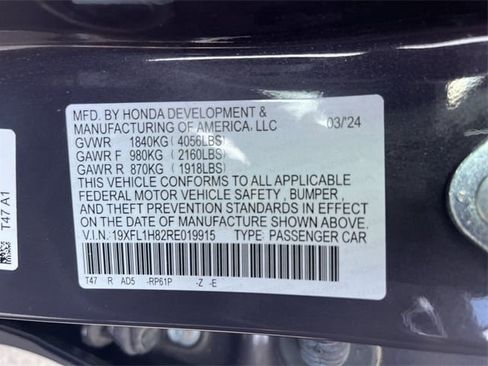 MFD. BY HONDA DEVELOPMENT &
MANUFACTURING OF AMERICA, LLC 03/'24
GVWR 1840KG (4056LBS)
GAWR F 980KG (2160LBS)
GAWR R 870KG (1918LBS)
THIS VEHICLE CONFORMS TO ALL APPLICABLE
FEDERAL MOTOR VEHICLE SAFETY , BUMPER ,
AND THEFT PREVENTION STANDARDS IN EFFECT
ON THE DATE OF MANUFACTURE SHOWN ABOVE.
V.I.N.:19XFL1H82RE019915 TYPE: PASSENGER CAR
T47 R AD5 -RP61P -Z -E
T47 A1